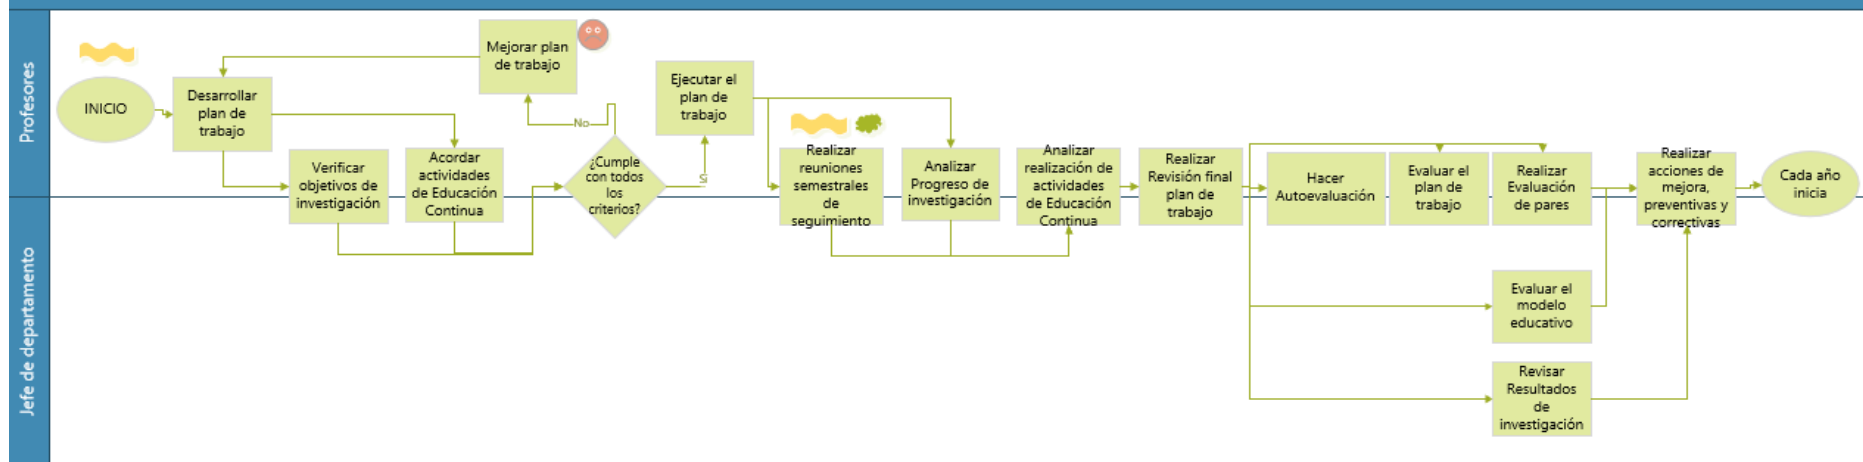 Profesores
Jefe de departamento
INICIO
Desarrollar
plan de
trabajo
Verificar
objetivos de
investigación
Acordar
actividades
de Educación
Continua
Mejorar plan
de trabajo
No
¿Cumple
con todos
los
criterios?
Si
Ejecutar el
plan de
trabajo
Realizar
reuniones
semestrales
de
seguimiento
Analizar
Progreso de
investigación
Analizar
realización de
actividades
de Educación
Continua
Realizar
Revisión final
plan de
trabajo
Hacer
Autoevaluación
Evaluar el
plan de
trabajo
Realizar
Evaluación
de pares
Evaluar el
modelo
educativo
Revisar
Resultados
de
investigación
Realizar
acciones de
mejora,
preventivas y
correctivas
Cada año
inicia